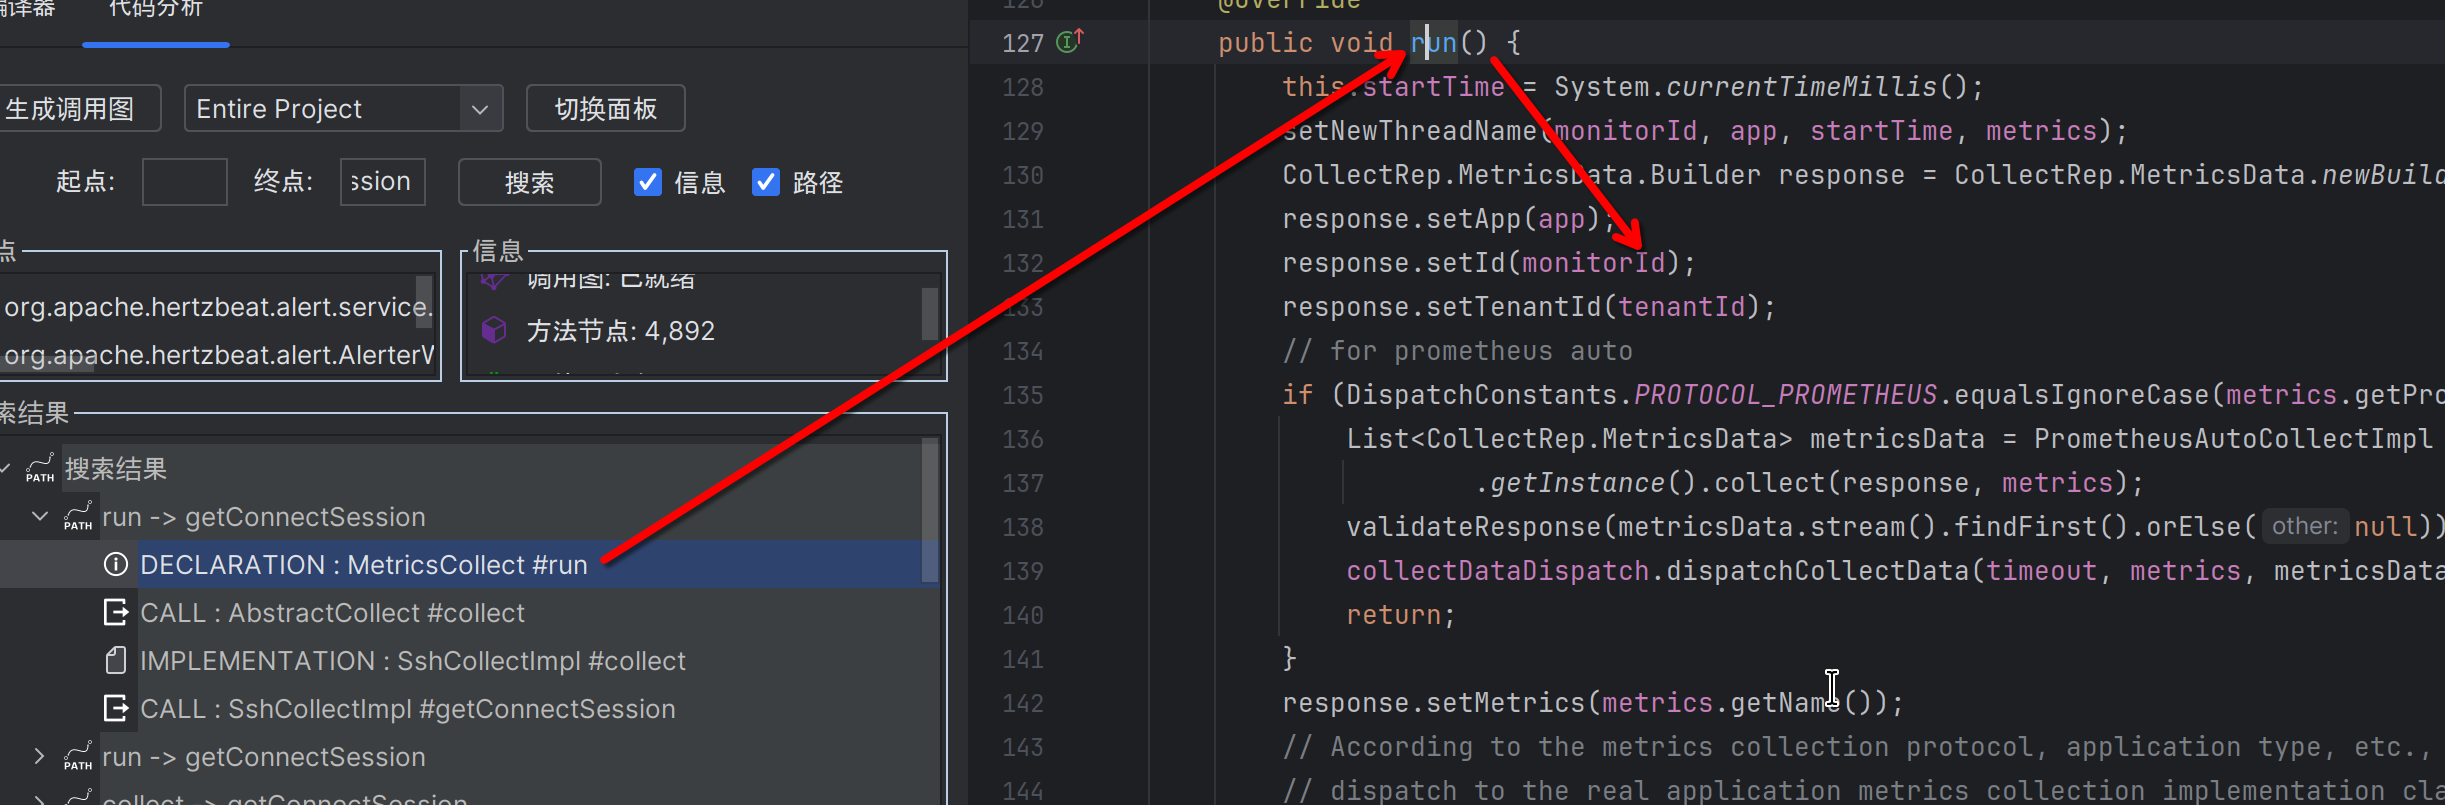 编译器 代码分析
生成调用图 Entire Project 切换面板
起点: 终点: ssion 搜索 信息 路径
点
org.apache.hertzbeat.alert.service.
org.apache.hertzbeat.alert.AlerterW
信息
调用图: 已就绪
方法节点: 4,892
索结果
PATH 搜索结果
PATH run -> getConnectSession
DECLARATION : MetricsCollect #run
CALL : AbstractCollect #collect
IMPLEMENTATION : SshCollectImpl #collect
CALL : SshCollectImpl #getConnectSession
PATH run -> getConnectSession
collect -> getConnectSession
126 @Override
127 public void run() {
128 this.startTime = System.currentTimeMillis();
129 setNewThreadName(monitorId, app, startTime, metrics);
130 CollectRep.MetricsData.Builder response = CollectRep.MetricsData.newBuild
131 response.setApp(app);
132 response.setId(monitorId);
133 response.setTenantId(tenantId);
134 // for prometheus auto
135 if (DispatchConstants.PROTOCOL_PROMETHEUS.equalsIgnoreCase(metrics.getPro
136 List<CollectRep.MetricsData> metricsData = PrometheusAutoCollectImpl
137 .getInstance().collect(response, metrics);
138 validateResponse(metricsData.stream().findFirst().orElse( other: null))
139 collectDataDispatch.dispatchCollectData(timeout, metrics, metricsData
140 return;
141 }
142 response.setMetrics(metrics.getName());
143 // According to the metrics collection protocol, application type, etc.,
144 // dispatch to the real application metrics collection implementation cla